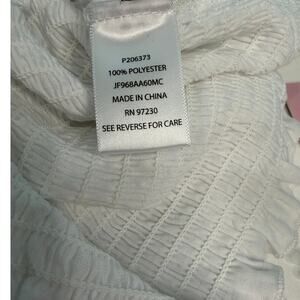 P206373
100% POLYESTER
JF968AA60MC
MADE IN CHINA
RN 97230
SEE REVERSE FOR CARE